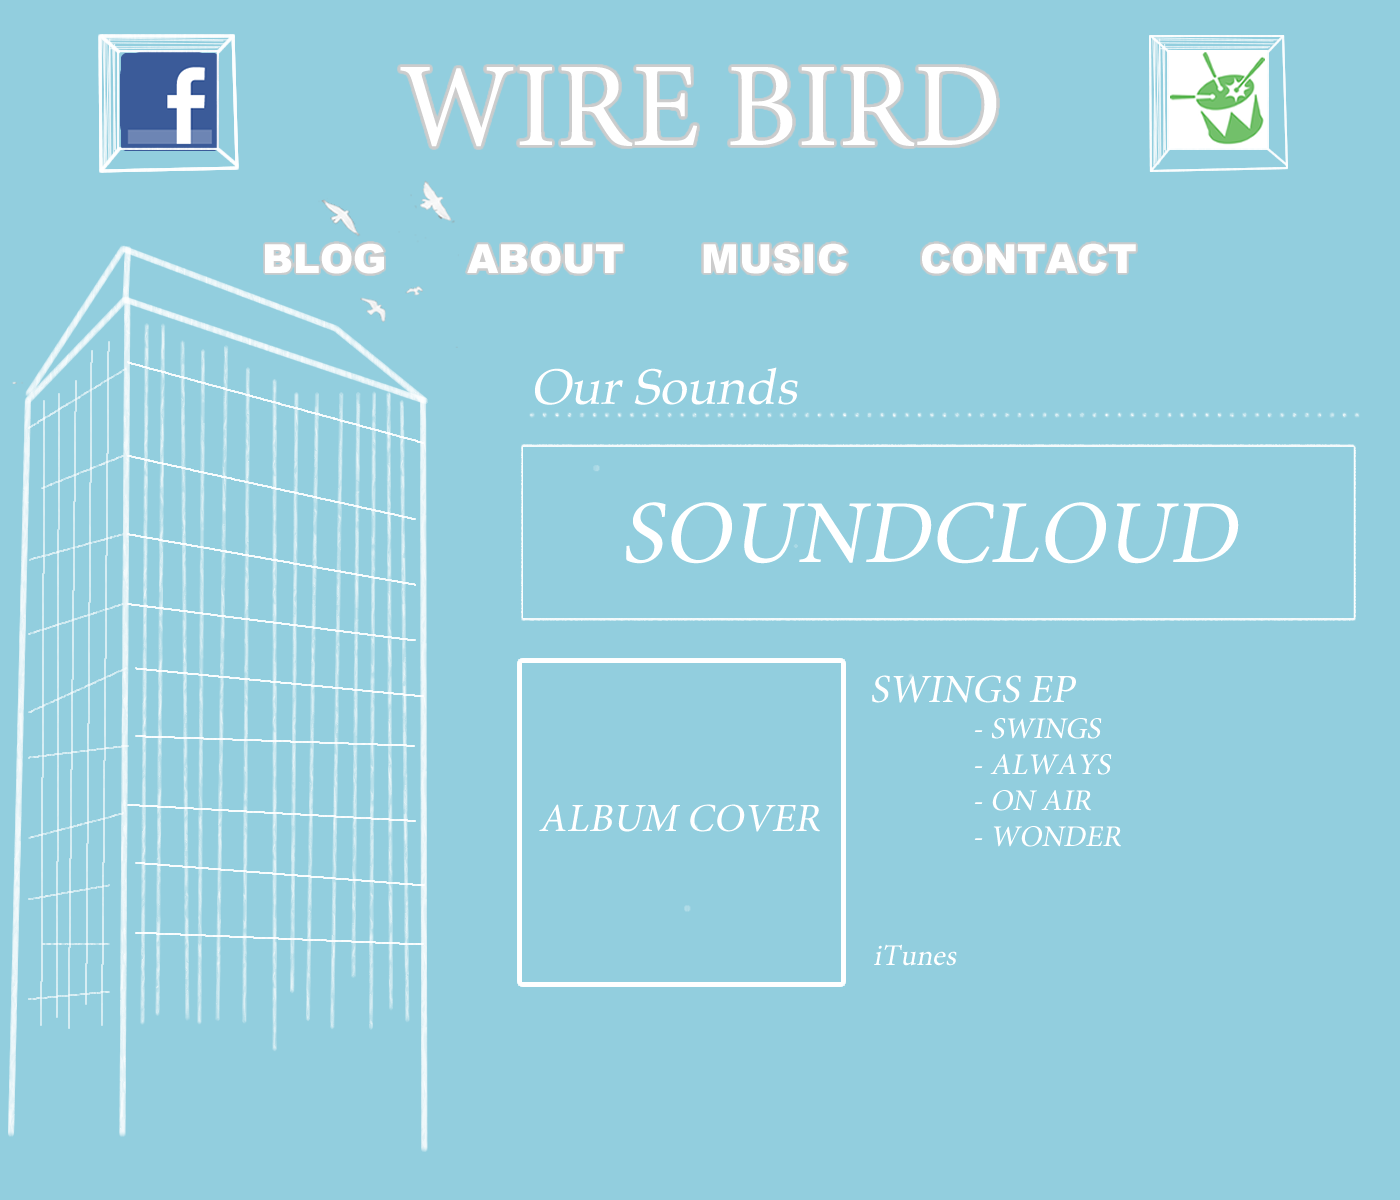 f
WIRE BIRD
BLOG ABOUT MUSIC CONTACT
Our Sounds
SOUNDCLOUD
ALBUM COVER
SWINGS EP
- SWINGS
- ALWAYS
- ON AIR
- WONDER
iTunes